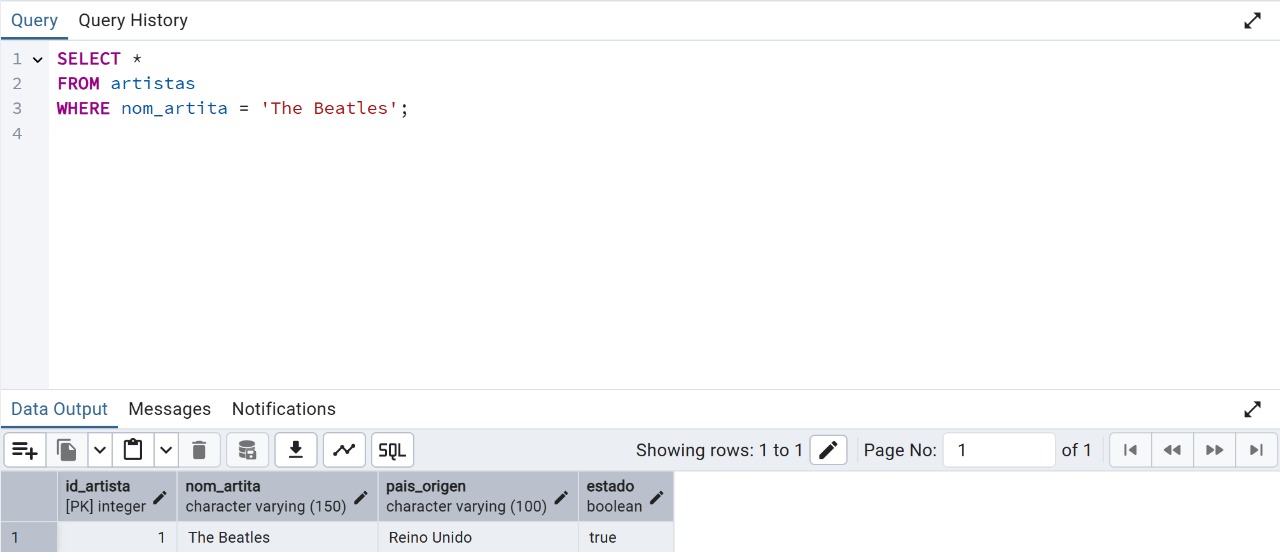 Query Query History
1 SELECT *
2 FROM artistas
3 WHERE nom_artita = 'The Beatles';
4
Data Output Messages Notifications
SQL Showing rows: 1 to 1 Page No: 1 of 1
id_artista nom_artita pais_origen estado
[PK] integer character varying (150) character varying (100) boolean
1 1 The Beatles Reino Unido true